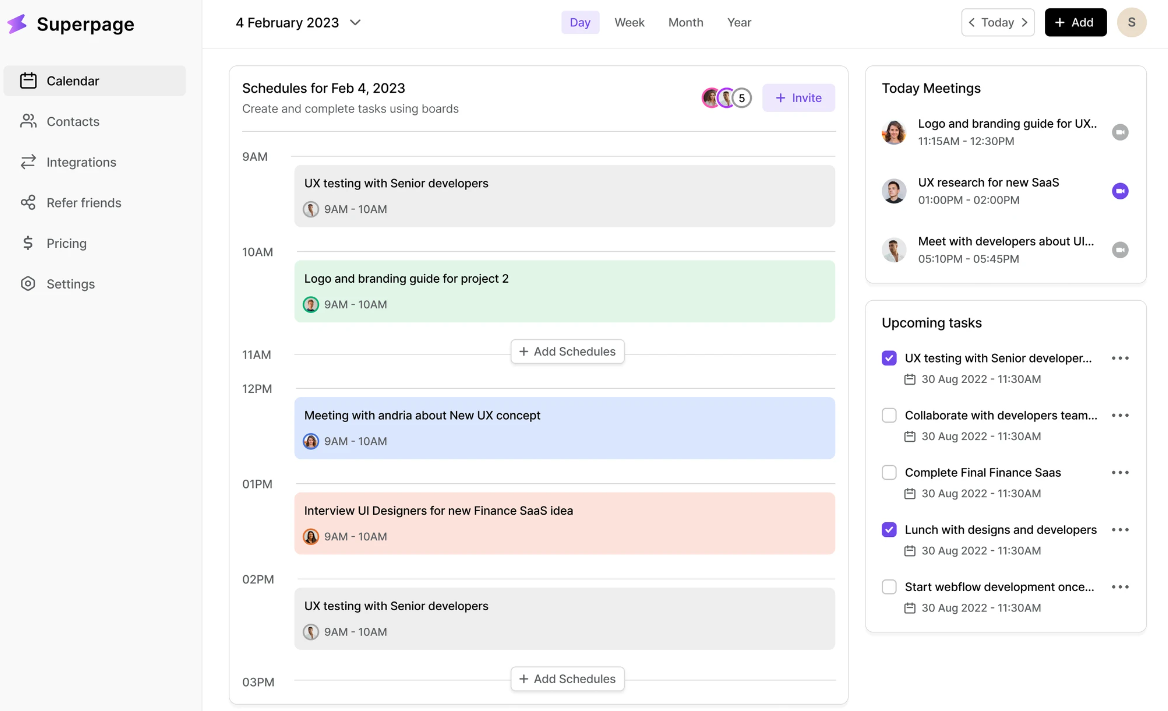 Superpage
Calendar
Contacts
Integrations
Refer friends
Pricing
Settings
4 February 2023
Day
Week
Month
Year
Today
+ Add
S
Schedules for Feb 4, 2023
Create and complete tasks using boards
5
+ Invite
9AM
UX testing with Senior developers
9AM - 10AM
10AM
Logo and branding guide for project 2
9AM - 10AM
11AM
+ Add Schedules
12PM
Meeting with andria about New UX concept
9AM - 10AM
01PM
Interview UI Designers for new Finance SaaS idea
9AM - 10AM
02PM
UX testing with Senior developers
9AM - 10AM
03PM
+ Add Schedules
Today Meetings
Logo and branding guide for UX..
11:15AM - 12:30PM
UX research for new SaaS
01:00PM - 02:00PM
Meet with developers about UI...
05:10PM - 05:45PM
Upcoming tasks
UX testing with Senior developer...
30 Aug 2022 - 11:30AM
Collaborate with developers team...
30 Aug 2022 - 11:30AM
Complete Final Finance Saas
30 Aug 2022 - 11:30AM
Lunch with designs and developers
30 Aug 2022 - 11:30AM
Start webflow development once...
30 Aug 2022 - 11:30AM